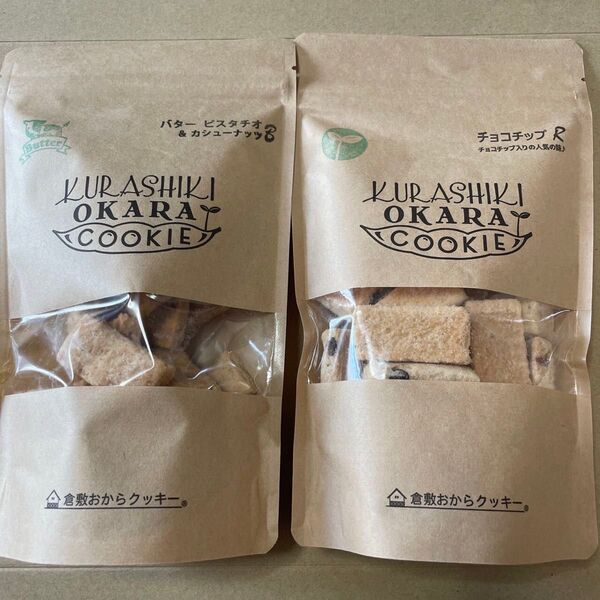 Butter
バター ピスタチオ
& カシューナッツB
KURASHIKI
OKARA
COOKIE
倉敷おからクッキー®
チョコチップ R
チョコチップ入りの人気の味♪
KURASHIKI
OKARA
COOKIE
倉敷おからクッキー®